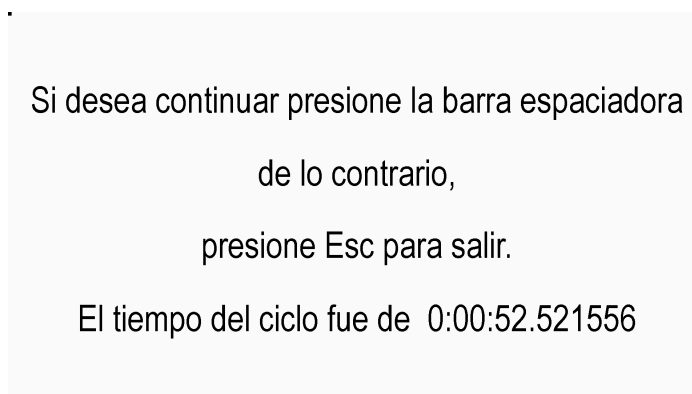 Si desea continuar presione la barra espaciadora
de lo contrario,
presione Esc para salir.
El tiempo del ciclo fue de  0:00:52.521556